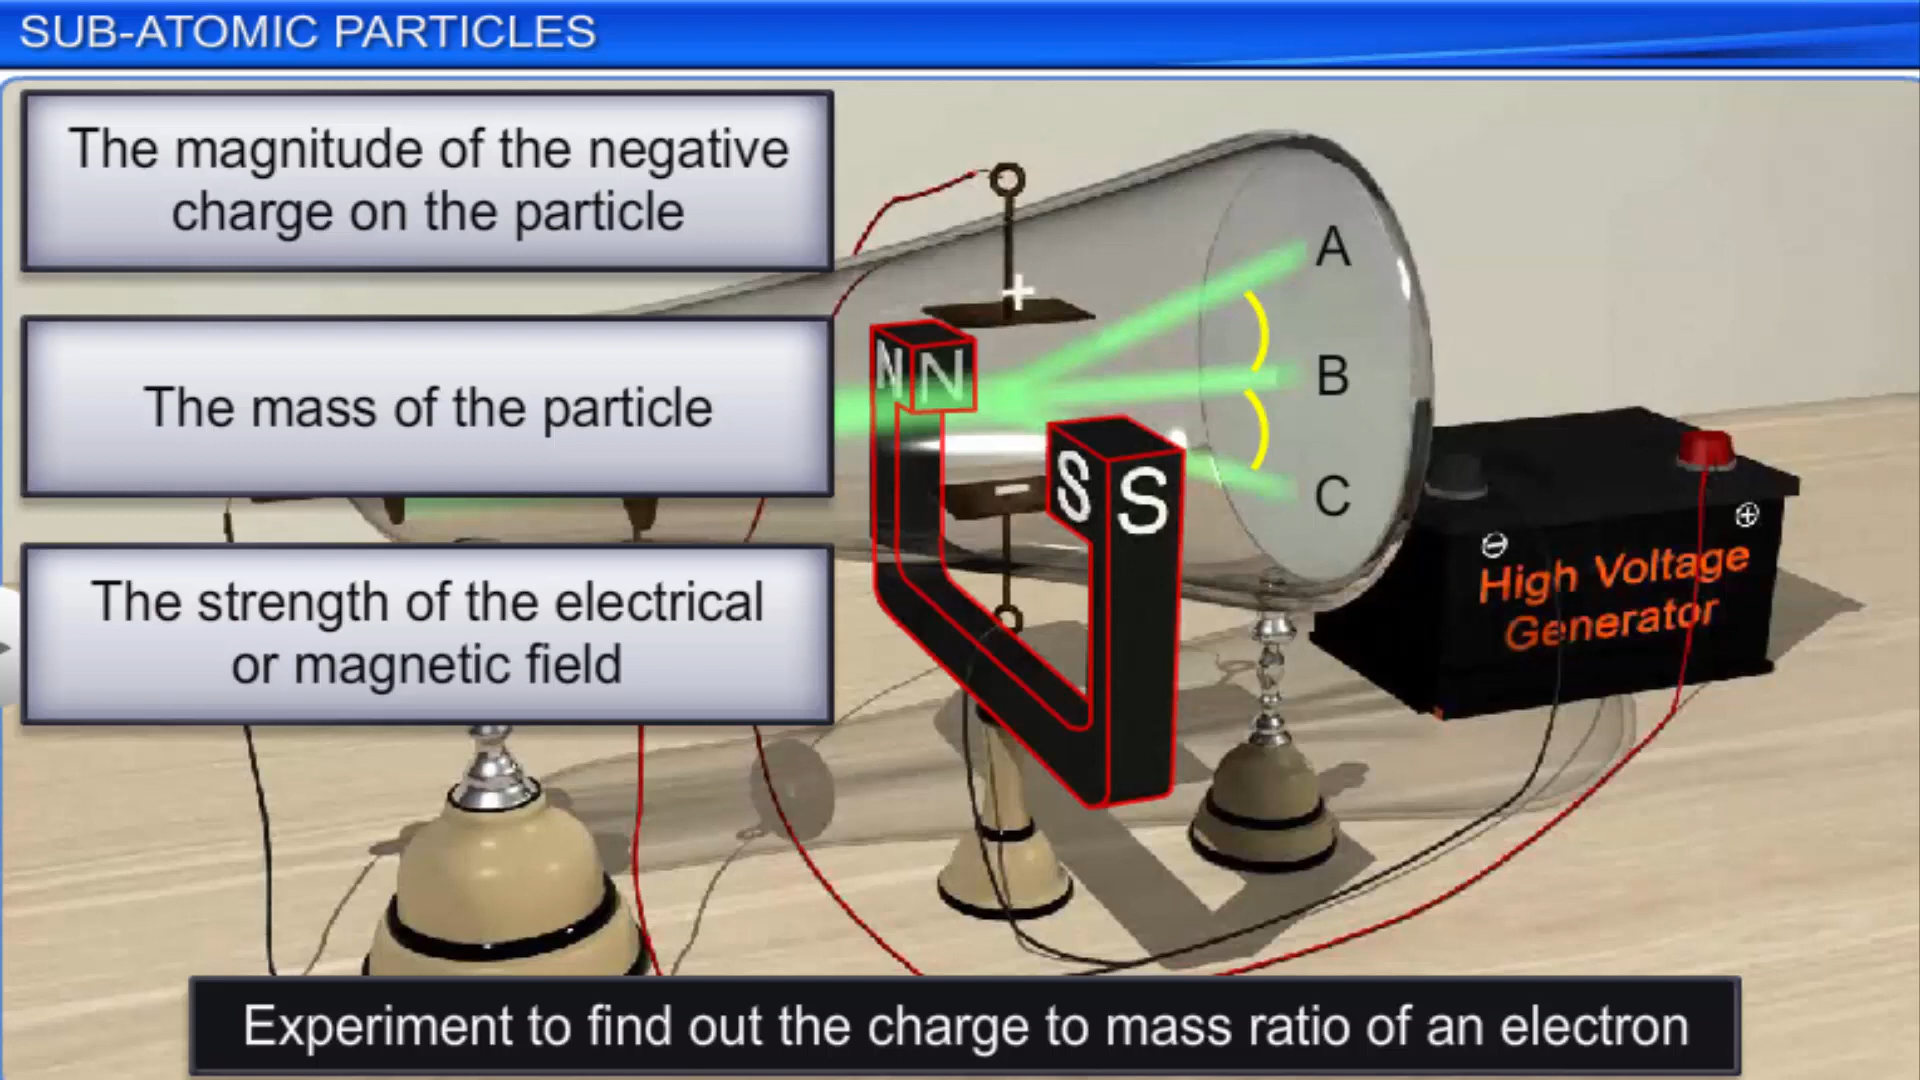 SUB-ATOMIC PARTICLES
The magnitude of the negative
charge on the particle
The mass of the particle
The strength of the electrical
or magnetic field
+
A
N N
B
S S
C
−
⊖
⊕
High Voltage
Generator
Experiment to find out the charge to mass ratio of an electron